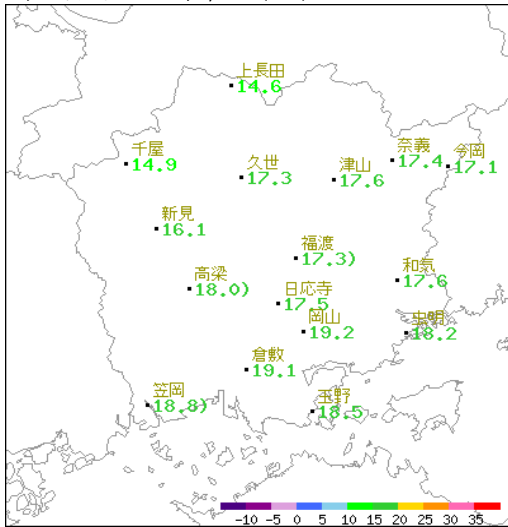 上長田
14.6
千屋
14.9
久世
17.3
津山
17.6
奈義
17.4
今岡
17.1
新見
16.1
福渡
17.3)
高梁
18.0)
日応寺
17.5
和気
17.6
岡山
19.2
虫明
18.2
倉敷
19.1
笠岡
18.8)
玉野
18.5
-10 -5 0 5 10 15 20 25 30 35